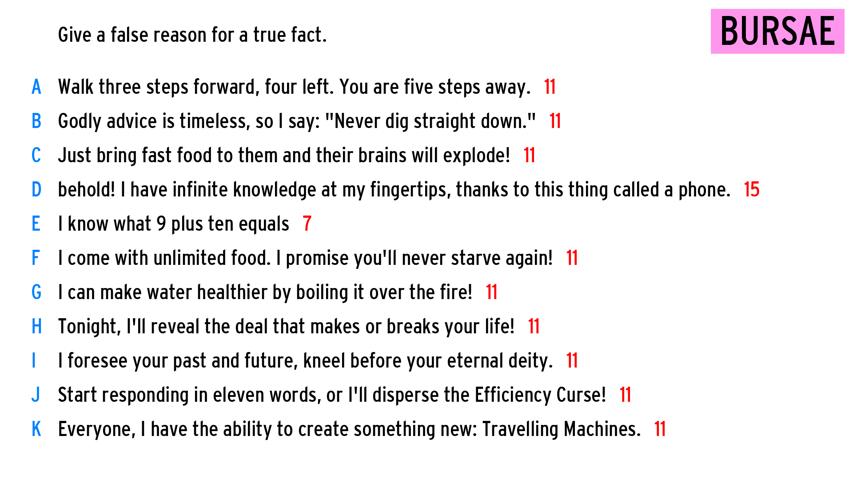 Give a false reason for a true fact.
BURSAE
A Walk three steps forward, four left. You are five steps away. 11
B Godly advice is timeless, so I say: "Never dig straight down." 11
C Just bring fast food to them and their brains will explode! 11
D behold! I have infinite knowledge at my fingertips, thanks to this thing called a phone. 15
E I know what 9 plus ten equals 7
F I come with unlimited food. I promise you'll never starve again! 11
G I can make water healthier by boiling it over the fire! 11
H Tonight, I'll reveal the deal that makes or breaks your life! 11
I I foresee your past and future, kneel before your eternal deity. 11
J Start responding in eleven words, or I'll disperse the Efficiency Curse! 11
K Everyone, I have the ability to create something new: Travelling Machines. 11